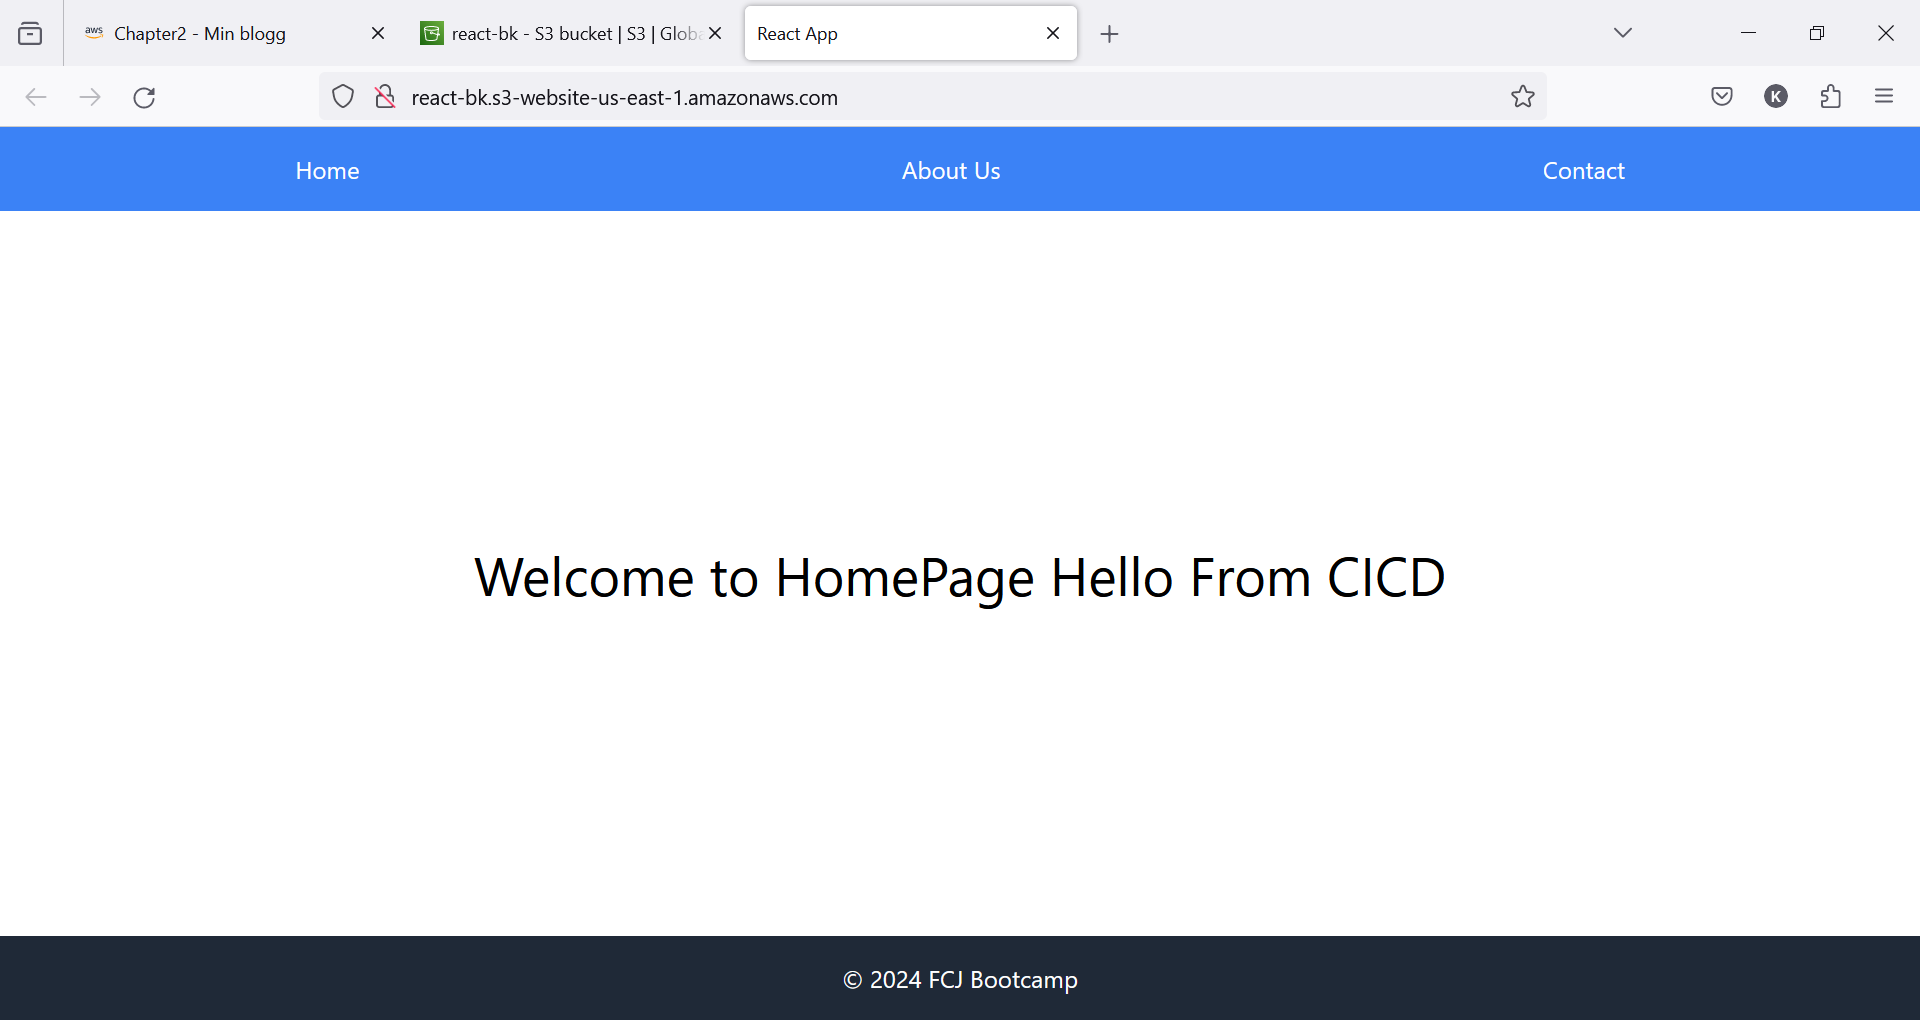 aws Chapter2 - Min blogg
react-bk - S3 bucket | S3 | Glob
React App
react-bk.s3-website-us-east-1.amazonaws.com
K
Home
About Us
Contact
Welcome to HomePage Hello From CICD
© 2024 FCJ Bootcamp